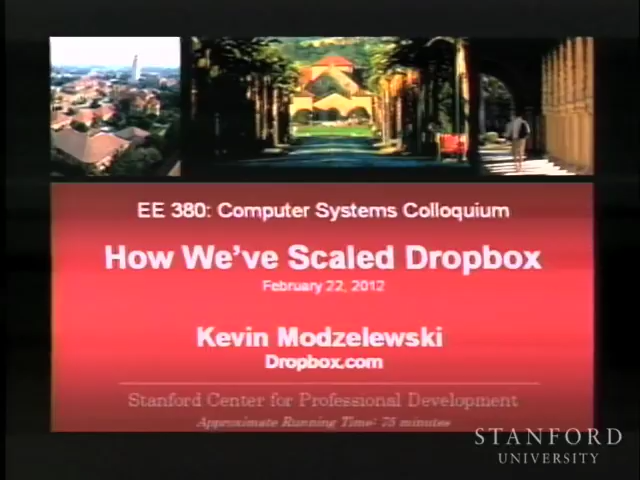 EE 380: Computer Systems Colloquium
How We've Scaled Dropbox
February 22, 2012
Kevin Modzelewski
Dropbox.com
Stanford Center for Professional Development
Approximate Running Time: 75 minutes
STANFORD
UNIVERSITY